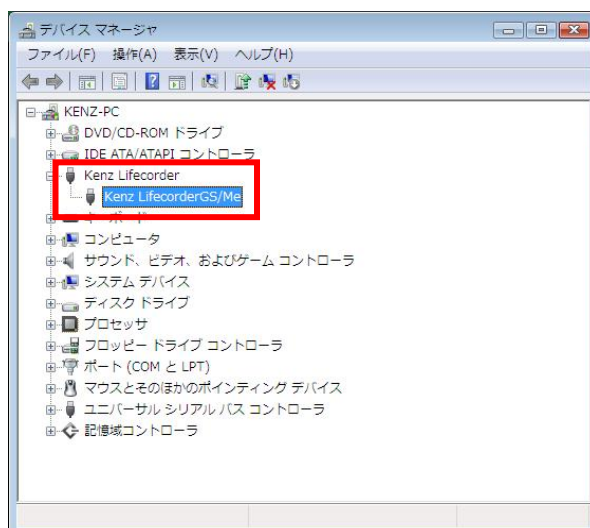 デバイス マネージャ
ファイル(F) 操作(A) 表示(V) ヘルプ(H)
KENZ-PC
DVD/CD-ROM ドライブ
IDE ATA/ATAPI コントローラ
Kenz Lifecorder
Kenz LifecorderGS/Me
キーボード
コンピュータ
サウンド、ビデオ、およびゲーム コントローラ
システム デバイス
ディスク ドライブ
プロセッサ
フロッピー ドライブ コントローラ
ポート (COM と LPT)
マウスとそのほかのポインティング デバイス
ユニバーサル シリアル バス コントローラ
記憶域コントローラ